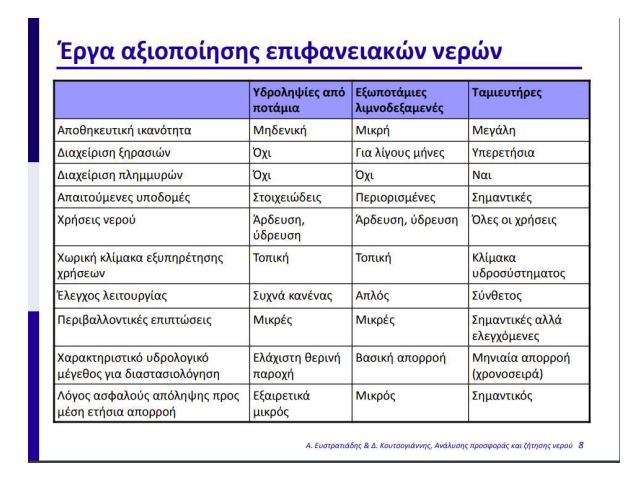 Έργα αξιοποίησης επιφανειακών νερών
Υδροληψίες από Εξωποτάμιες Ταμιευτήρες
ποτάμια λιμνοδεξαμενές
Αποθηκευτική ικανότητα Μηδενική Μικρή Μεγάλη
Διαχείριση ξηρασιών Όχι Για λίγους μήνες Υπερετήσια
Διαχείριση πλημμυρών Όχι Όχι Ναι
Απαιτούμενες υποδομές Στοιχειώδεις Περιορισμένες Σημαντικές
Χρήσεις νερού Άρδευση, Άρδευση, ύδρευση Όλες οι χρήσεις
ύδρευση
Χωρική κλίμακα εξυπηρέτησης Τοπική Τοπική Κλίμακα
χρήσεων υδροσύστηματος
Έλεγχος λειτουργίας Συχνά κανένας Απλός Σύνθετος
Περιβαλλοντικές επιπτώσεις Μικρές Μικρές Σημαντικές αλλά
ελεγχόμενες
Χαρακτηριστικό υδρολογικό Ελάχιστη θερινή Βασική απορροή Μηνιαία απορροή
μέγεθος για διαστασιολόγηση παροχή (χρονοσειρά)
Λόγος ασφαλούς απόληψης προς Εξαιρετικά Μικρός Σημαντικός
μέση ετήσια απορροή μικρός
Α. Ευστρατιάδης & Δ. Κουτσογιάννης, Ανάλυσης προσφοράς και ζήτησης νερού 8